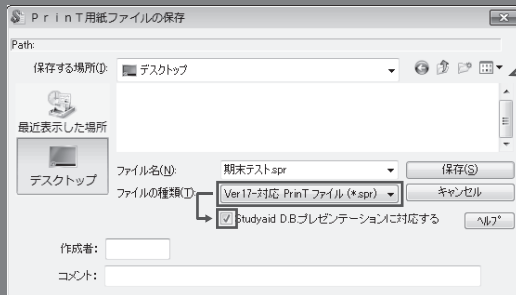 PrinT用紙ファイルの保存
Path:
保存する場所(I):
デスクトップ
最近表示した場所
デスクトップ
ファイル名(N):
期末テスト.spr
保存(S)
ファイルの種類(T):
Ver17-対応 PrinT ファイル (*.spr)
キャンセル
Studyaid D.B.プレゼンテーションに対応する
ヘルプ
作成者:
コメント: